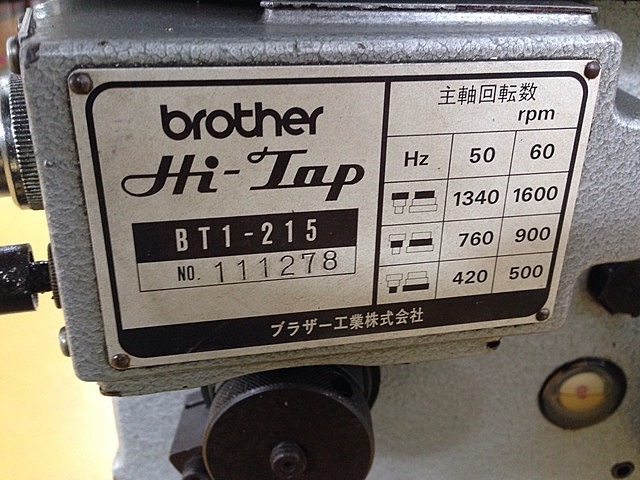 brother
Hi-Tap
BT1-215
NO. 111278
主軸回転数
rpm
Hz 50 60
1340 1600
760 900
420 500
ブラザー工業株式会社